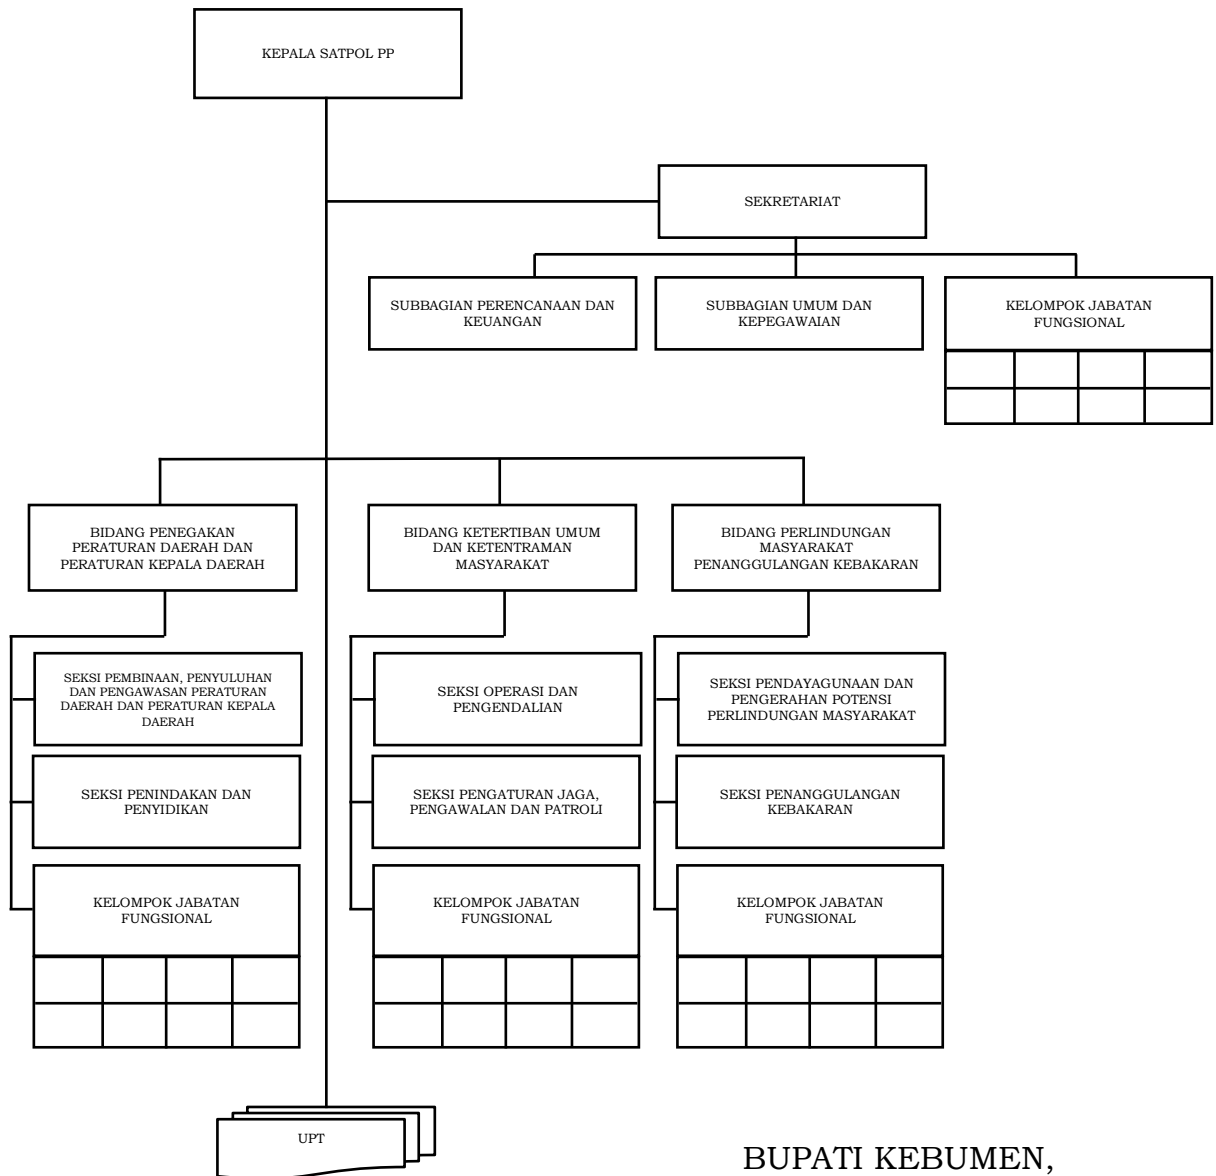 KEPALA SATPOL PP
SEKRETARIAT
SUBBAGIAN PERENCANAAN DAN
KEUANGAN
SUBBAGIAN UMUM DAN
KEPEGAWAIAN
KELOMPOK JABATAN
FUNGSIONAL
BIDANG PENEGAKAN
PERATURAN DAERAH DAN
PERATURAN KEPALA DAERAH
BIDANG KETERTIBAN UMUM
DAN KETENTRAMAN
MASYARAKAT
BIDANG PERLINDUNGAN
MASYARAKAT
PENANGGULANGAN KEBAKARAN
SEKSI PEMBINAAN, PENYULUHAN
DAN PENGAWASAN PERATURAN
DAERAH DAN PERATURAN KEPALA
DAERAH
SEKSI OPERASI DAN
PENGENDALIAN
SEKSI PENDAYAGUNAAN DAN
PENGERAHAN POTENSI
PERLINDUNGAN MASYARAKAT
SEKSI PENINDAKAN DAN
PENYIDIKAN
SEKSI PENGATURAN JAGA,
PENGAWALAN DAN PATROLI
SEKSI PENANGGULANGAN
KEBAKARAN
KELOMPOK JABATAN
FUNGSIONAL
KELOMPOK JABATAN
FUNGSIONAL
KELOMPOK JABATAN
FUNGSIONAL
UPT
BUPATI KEBUMEN,